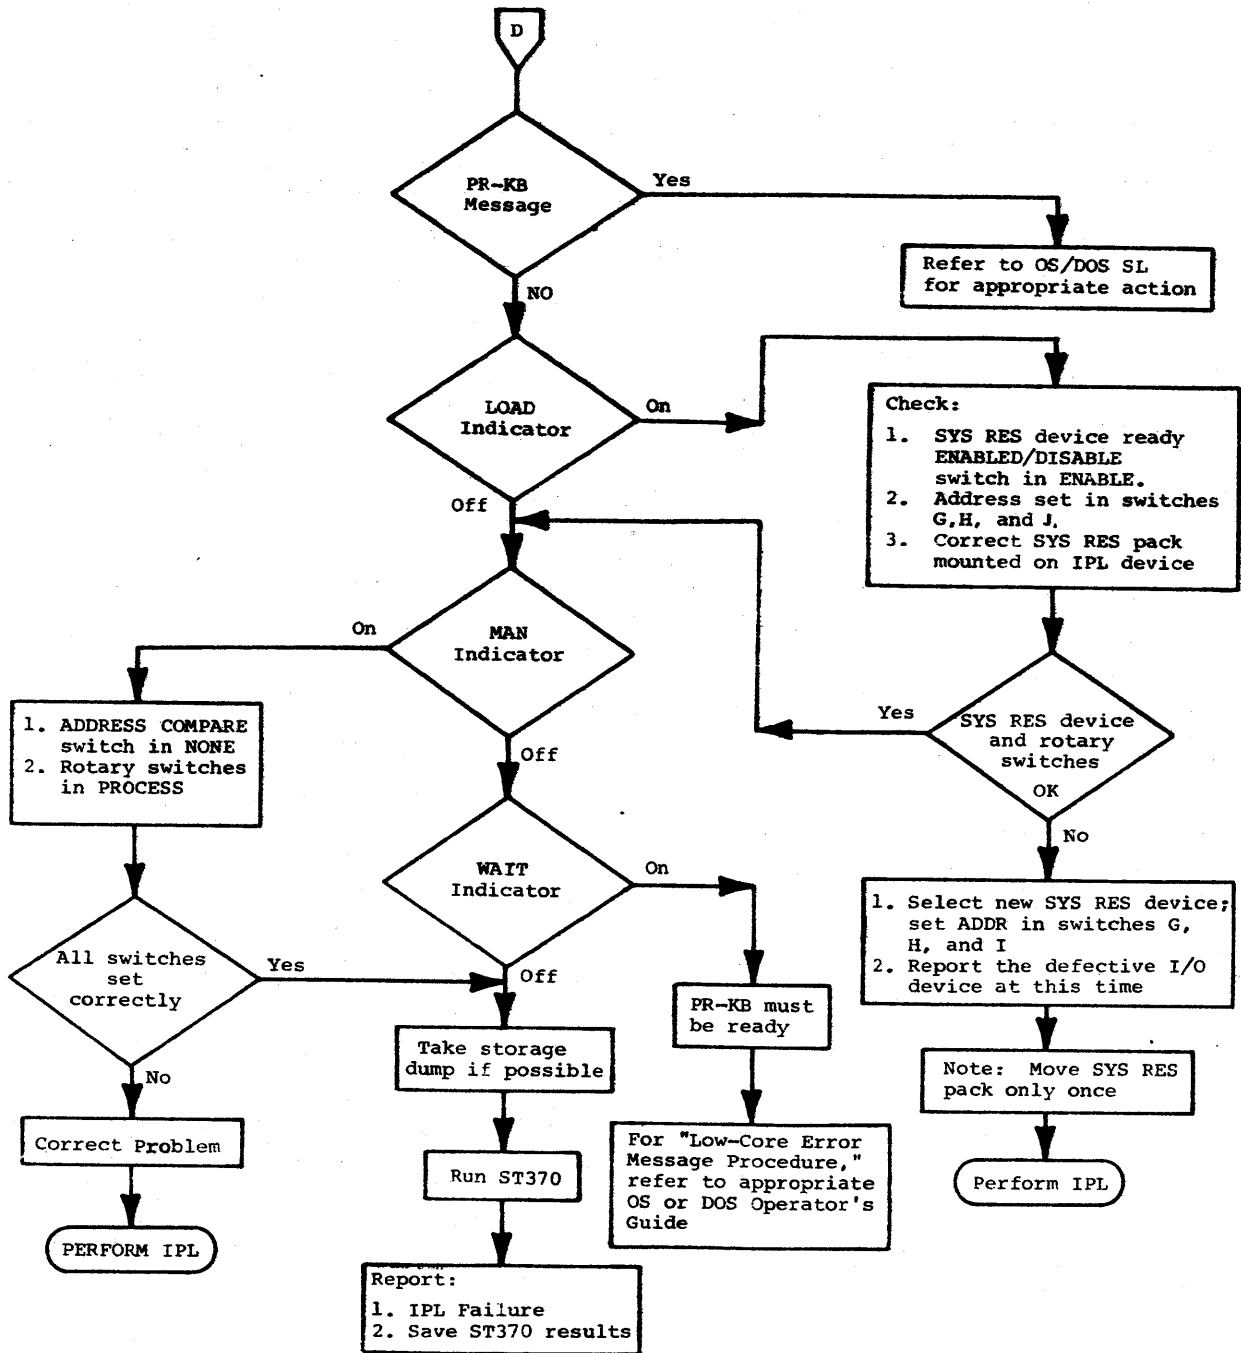 D
PR-KB
Message
Yes
Refer to OS/DOS SL
for appropriate action
NO
LOAD
Indicator
On
Off
Check:
1. SYS RES device ready
ENABLED/DISABLE
switch in ENABLE.
2. Address set in switches
G,H, and J.
3. Correct SYS RES pack
mounted on IPL device
MAN
Indicator
On
Off
1. ADDRESS COMPARE
switch in NONE
2. Rotary switches
in PROCESS
SYS RES device
and rotary
switches
OK
Yes
No
WAIT
Indicator
On
Off
All switches
set
correctly
Yes
No
1. Select new SYS RES device;
set ADDR in switches G,
H, and I
2. Report the defective I/O
device at this time
PR-KB must
be ready
Take storage
dump if possible
Note: Move SYS RES
pack only once
Correct Problem
Run ST370
For "Low-Core Error
Message Procedure,"
refer to appropriate
OS or DOS Operator's
Guide
Perform IPL
PERFORM IPL
Report:
1. IPL Failure
2. Save ST370 results